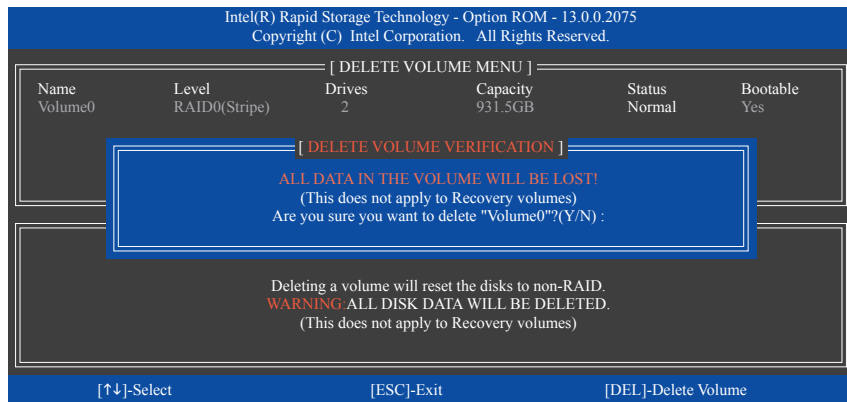 Intel(R) Rapid Storage Technology - Option ROM - 13.0.0.2075
Copyright (C) Intel Corporation. All Rights Reserved.
[ DELETE VOLUME MENU ]
Name Level Drives Capacity Status Bootable
Volume0 RAID0(Stripe) 2 931.5GB Normal Yes
[ DELETE VOLUME VERIFICATION ]
ALL DATA IN THE VOLUME WILL BE LOST!
(This does not apply to Recovery volumes)
Are you sure you want to delete "Volume0"?(Y/N) :
Deleting a volume will reset the disks to non-RAID.
WARNING:ALL DISK DATA WILL BE DELETED.
(This does not apply to Recovery volumes)
[↑↓]-Select [ESC]-Exit [DEL]-Delete Volume